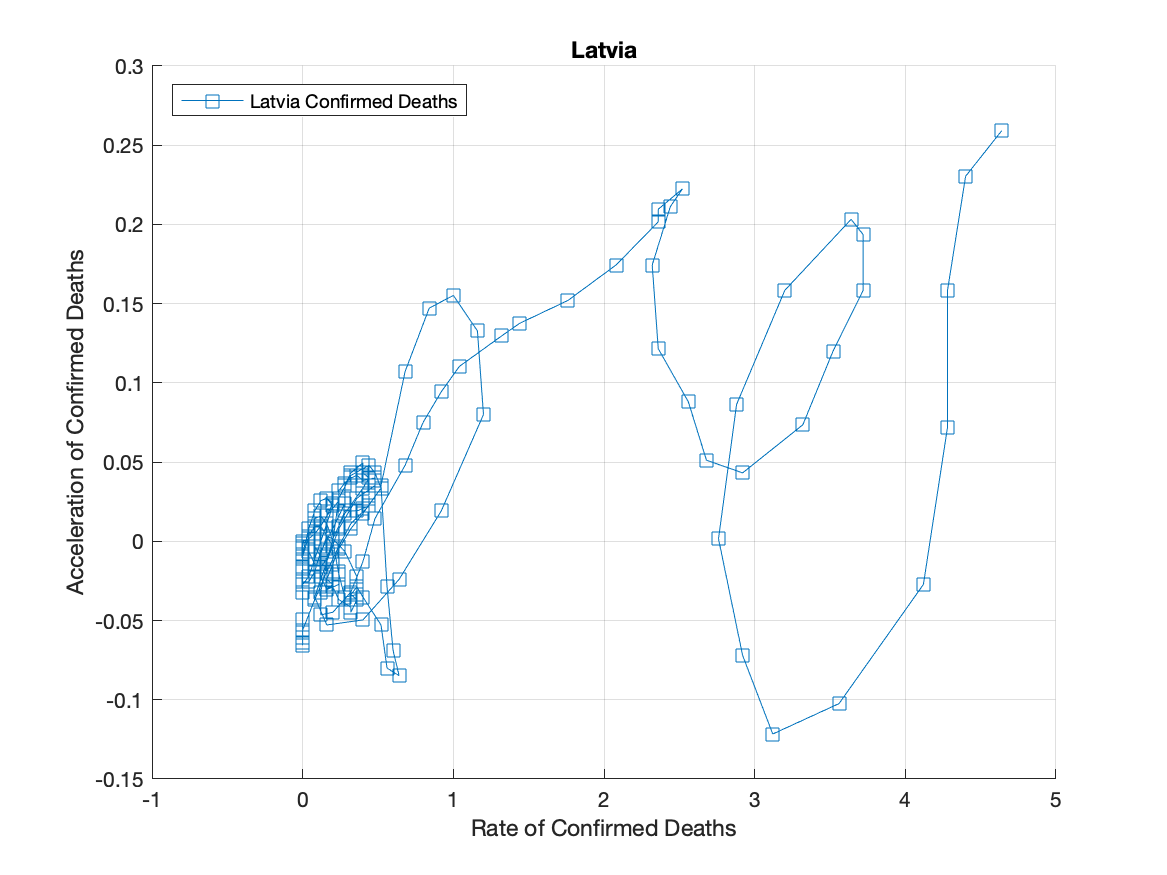 Latvia
Latvia Confirmed Deaths
0.3
0.25
0.2
0.15
0.1
0.05
0
-0.05
-0.1
-0.15
Acceleration of Confirmed Deaths
-1 0 1 2 3 4 5
Rate of Confirmed Deaths